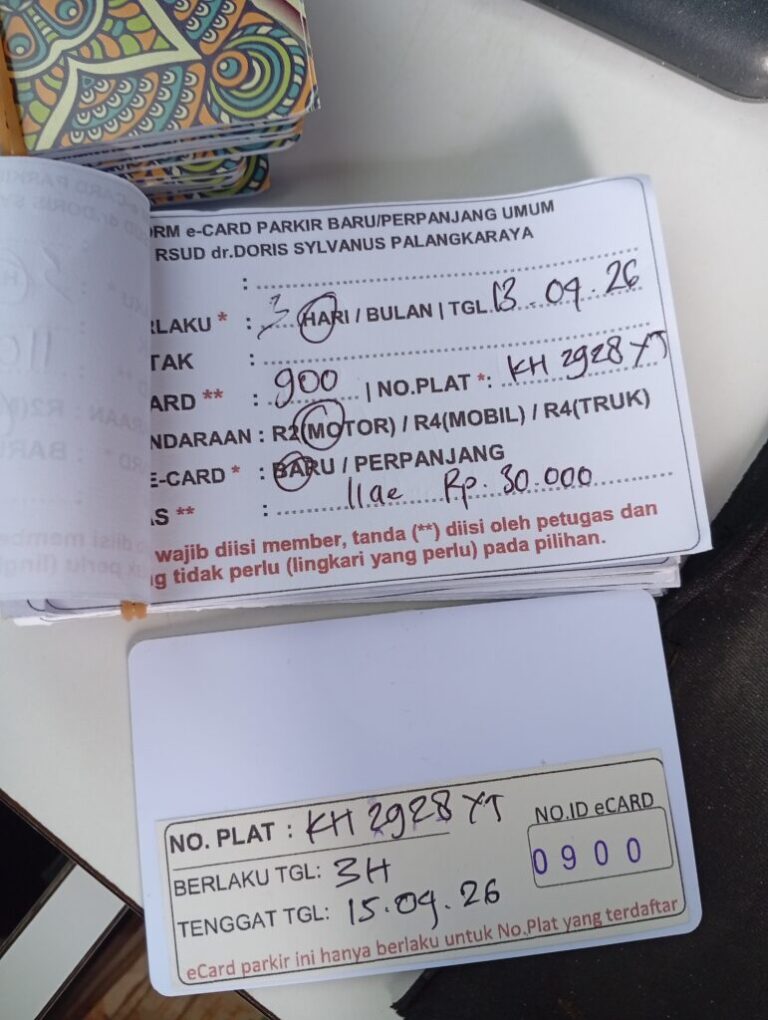 ORM e-CARD PARKIR BARU/PERPANJANG UMUM
RSUD dr.DORIS SYLVANUS PALANGKARAYA
:
RLAKU * : 3 HARI / BULAN | TGL. 13.09.26
TAK :
ARD ** : 900 | NO.PLAT *: KH 2928 YT
NDARAAN : R2(MOTOR) / R4(MOBIL) / R4(TRUK)
E-CARD * : BARU / PERPANJANG
AS ** : Rp. 30.000
wajib diisi member, tanda (**) diisi oleh petugas dan
g tidak perlu (lingkari yang perlu) pada pilihan.
NO. PLAT : KH 2928 YT
NO.ID eCARD
0900
BERLAKU TGL: 3H
TENGGAT TGL: 15.09.26
eCard parkir ini hanya berlaku untuk No.Plat yang terdaftar